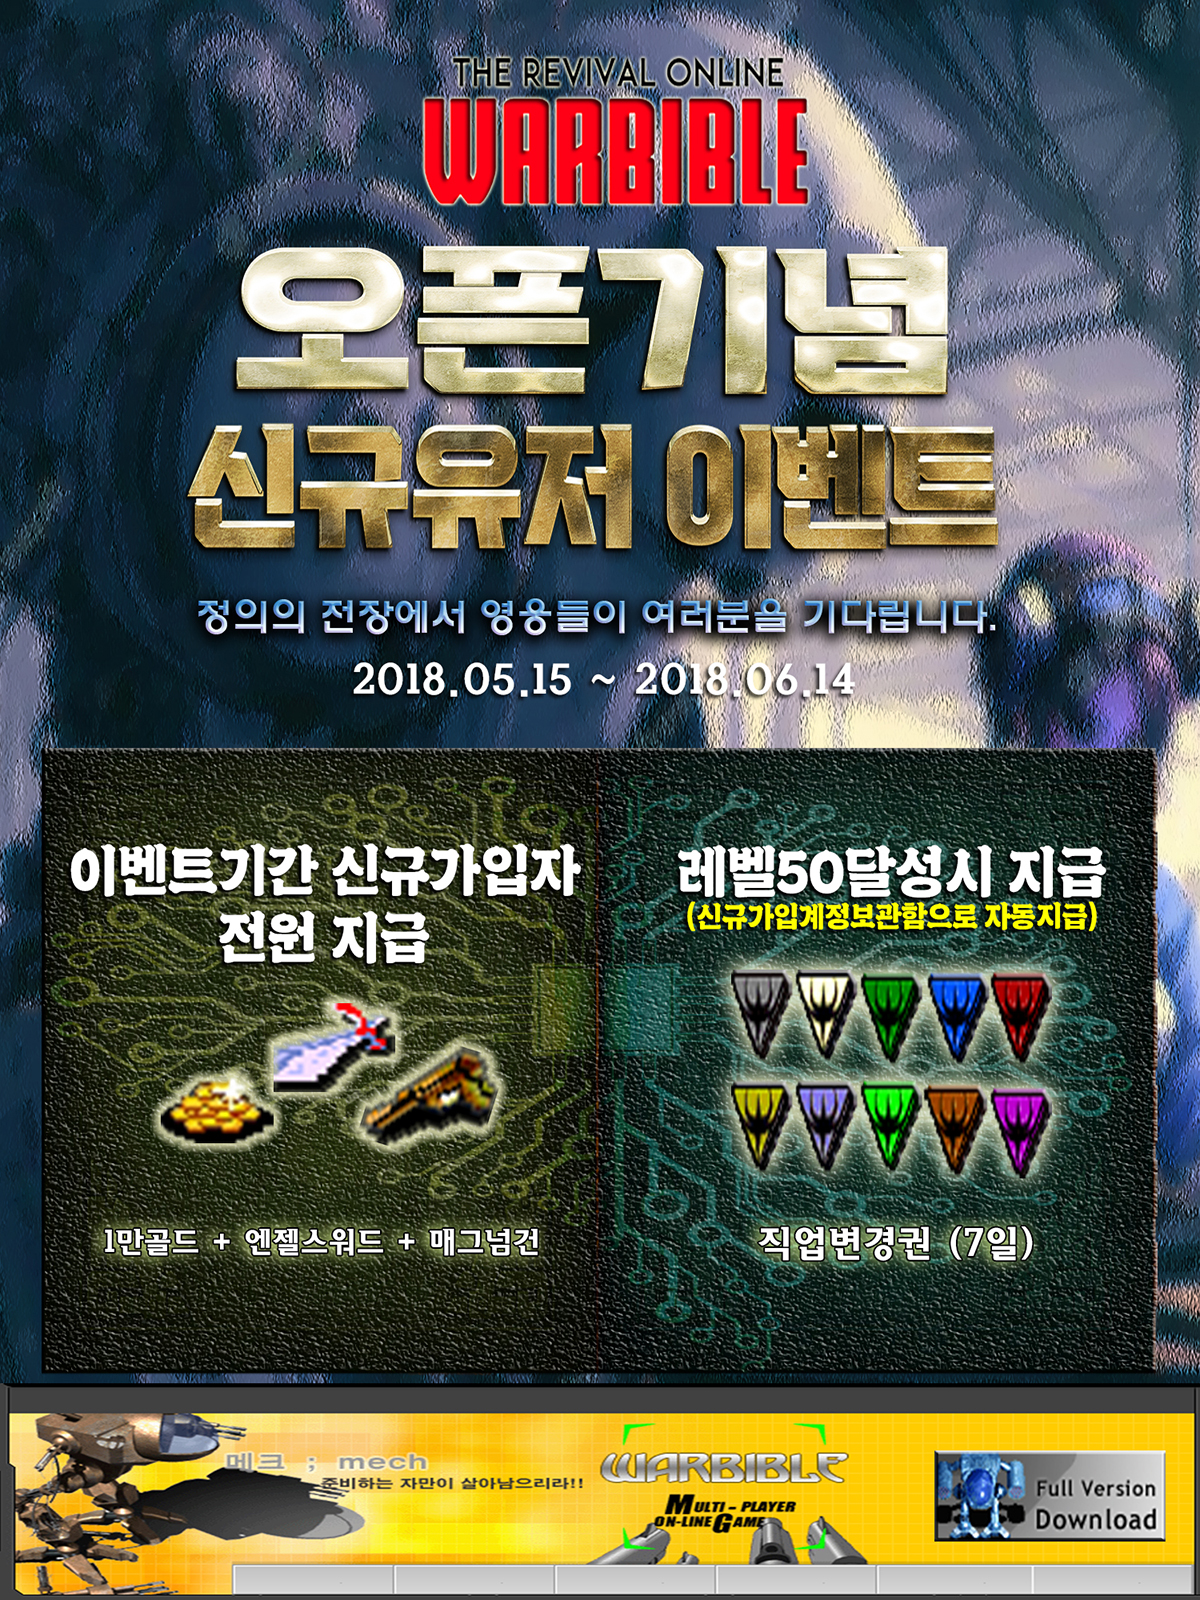 THE REVIVAL ONLINE
WARBIBLE
오픈기념
신규유저 이벤트
정의의 전장에서 영웅들이 여러분을 기다립니다.
2018.05.15 ~ 2018.06.14
이벤트기간 신규가입자
전원 지급
1만골드 + 엔젤스워드 + 매그넘건
레벨50달성시 지급
(신규가입계정보관함으로 자동지급)
직업변경권 (7일)
메크 ; mech
준비하는 자만이 살아남으리라!!
WARBIBLE
MULTI - PLAYER
ON-LINE GAME
Full Version
Download